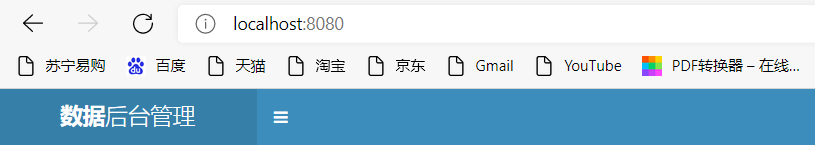 localhost:8080
苏宁易购 百度 天猫 淘宝 京东 Gmail YouTube PDF转换器 – 在线...
数据后台管理